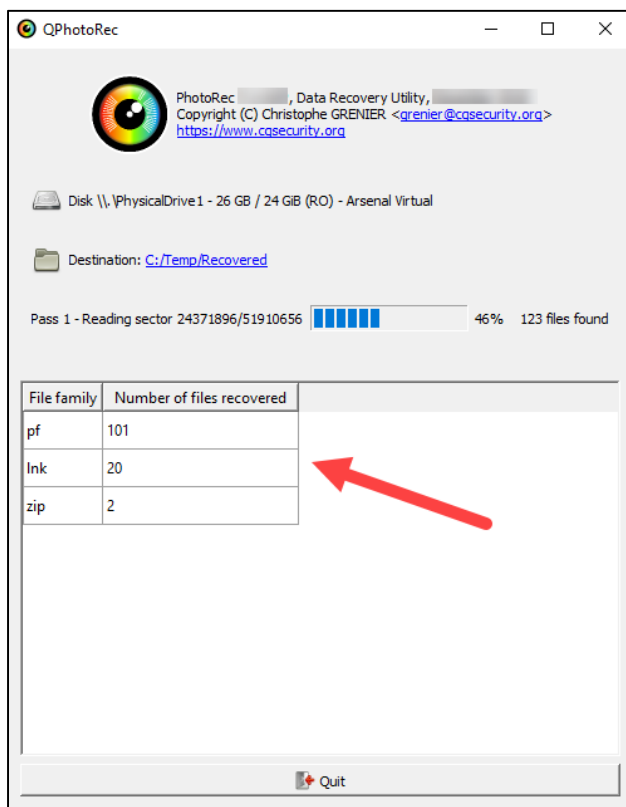 QPhotoRec
PhotoRec , Data Recovery Utility,
Copyright (C) Christophe GRENIER <grenier@cgsecurity.org>
https://www.cgsecurity.org
Disk \\.\PhysicalDrive1 - 26 GB / 24 GiB (RO) - Arsenal Virtual
Destination: C:/Temp/Recovered
Pass 1 - Reading sector 24371896/51910656 46% 123 files found
File family Number of files recovered
pf 101
lnk 20
zip 2
Quit